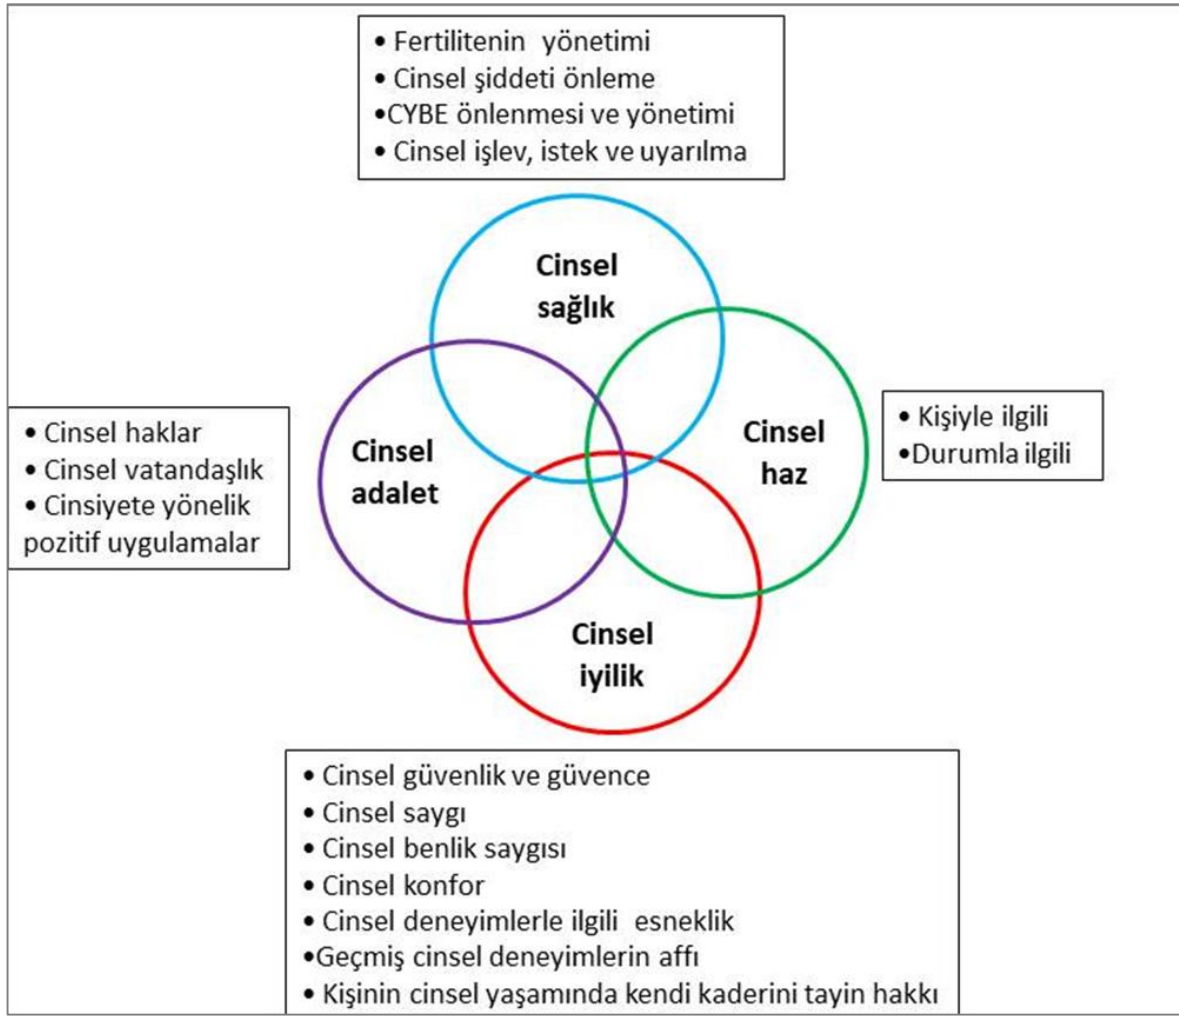 • Fertilitenin yönetimi
• Cinsel şiddeti önleme
•CYBE önlenmesi ve yönetimi
• Cinsel işlev, istek ve uyarılma
Cinsel
sağlık
• Cinsel haklar
• Cinsel vatandaşlık
• Cinsiyete yönelik
pozitif uygulamalar
Cinsel
adalet
Cinsel
haz
• Kişiyle ilgili
•Durumla ilgili
Cinsel
iyilik
• Cinsel güvenlik ve güvence
• Cinsel saygı
• Cinsel benlik saygısı
• Cinsel konfor
• Cinsel deneyimlerle ilgili esneklik
•Geçmiş cinsel deneyimlerin affı
• Kişinin cinsel yaşamında kendi kaderini tayin hakkı